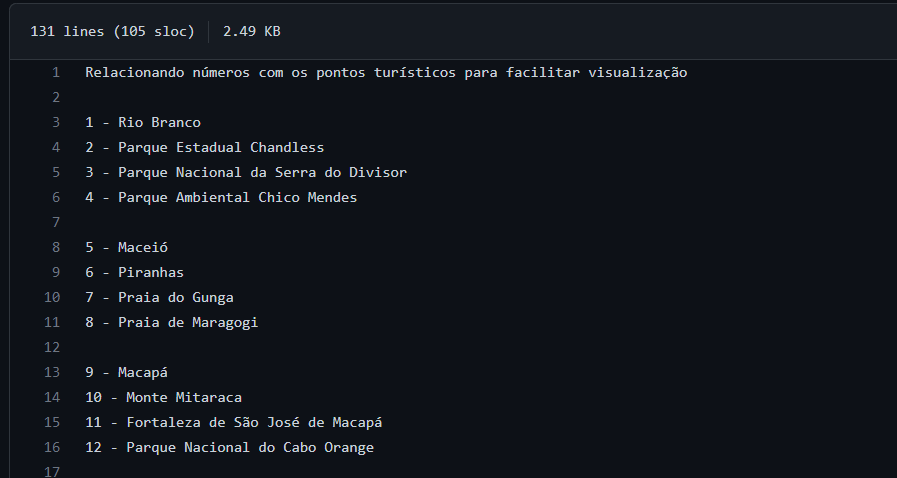 131 lines (105 sloc) 2.49 KB
1 Relacionando números com os pontos turísticos para facilitar visualização
2
3 1 - Rio Branco
4 2 - Parque Estadual Chandless
5 3 - Parque Nacional da Serra do Divisor
6 4 - Parque Ambiental Chico Mendes
7
8 5 - Maceió
9 6 - Piranhas
10 7 - Praia do Gunga
11 8 - Praia de Maragogi
12
13 9 - Macapá
14 10 - Monte Mitaraca
15 11 - Fortaleza de São José de Macapá
16 12 - Parque Nacional do Cabo Orange
17